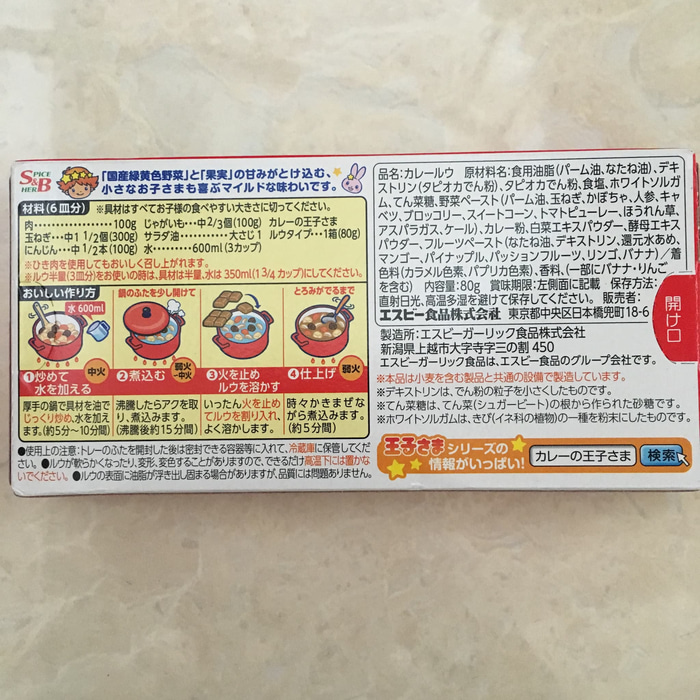 SPICE
S&B
HERB
「国産緑黄色野菜」と「果実」の甘みがとけ込む、
小さなお子さまも喜ぶマイルドな味わいです。
材料(6皿分) ※具材はすべてお子様の食べやすい大きさに切ってください。
肉・・・・・・・・・・・・100g じゃがいも・・・中2/3個(100g) カレーの王子さま
玉ねぎ・・・中1 1/2個(300g) サラダ油・・・・・・・大さじ1 ルウタイプ・・・1箱(80g)
にんじん・・・中1/2本(100g) 水・・・・・・・600ml(3カップ)
※ひき肉を使用してもおいしく召し上がれます。
※ルウ半量(3皿分)をお使いの時は、具材は半量、水は350ml(1 3/4カップ)にしてください。
おいしい作り方
水600ml
中火
1炒めて
水を加える
厚手の鍋で具材を油で
じっくり炒め、水を加え
ます。(約5分〜10分間)
鍋のふたを少し開けて
2煮込む
弱火
〜中火
沸騰したらアクを取
り、煮込みます。
(沸騰後約15分間)
3火を止め
ルウを溶かす
いったん火を止め
てルウを割り入れ、
よく溶かします。
とろみがでるまで
4仕上げ
弱火
時々かきまぜな
がら煮込みます。
(約5分間)
●使用上の注意:トレーのふたを開封した後は密封できる容器等に入れて、冷蔵庫に保管してくだ
さい。●ルウが軟らかくなったり、変形、変色することがありますので、できるだけ高温下には置かな
いでください。●ルウの表面に油脂が浮き出し固まる場合がありますが、品質には問題ありません。
品名:カレールウ 原材料名:食用油脂(パーム油、なたね油)、デキ
ストリン(タピオカでん粉)、タピオカでん粉、食塩、ホワイトソルガ
ム、てん菜糖、野菜ペースト(パーム油、玉ねぎ、かぼちゃ、人参、キャ
ベツ、ブロッコリー、スイートコーン、トマトピューレー、ほうれん草、
アスパラガス、ケール)、カレー粉、白菜エキスパウダー、酵母エキス
パウダー、フルーツペースト(なたね油、デキストリン、還元水あめ、
マンゴー、パイナップル、パッションフルーツ、リンゴ、バナナ)/着
色料(カラメル色素、パプリカ色素)、香料、(一部にバナナ・りんご
を含む) 内容量:80g 賞味期限:左側面に記載 保存方法:
直射日光、高温多湿を避けて保存してください。 販売者:
エスビー食品株式会社 東京都中央区日本橋兜町18-6
製造所:エスビーガーリック食品株式会社
新潟県上越市大字寺字三の割450
エスビーガーリック食品は、エスビー食品のグループ会社です。
※本品は小麦を含む製品と共通の設備で製造しています。
※デキストリンは、でん粉の粒子を小さくしたものです。
※てん菜糖は、てん菜(シュガービート)の根から作られた砂糖です。
※ホワイトソルガムは、きび(イネ科の植物)の一種を粉末にしたものです。
王子さまシリーズの
情報がいっぱい!
カレーの王子さま 検索
開け口